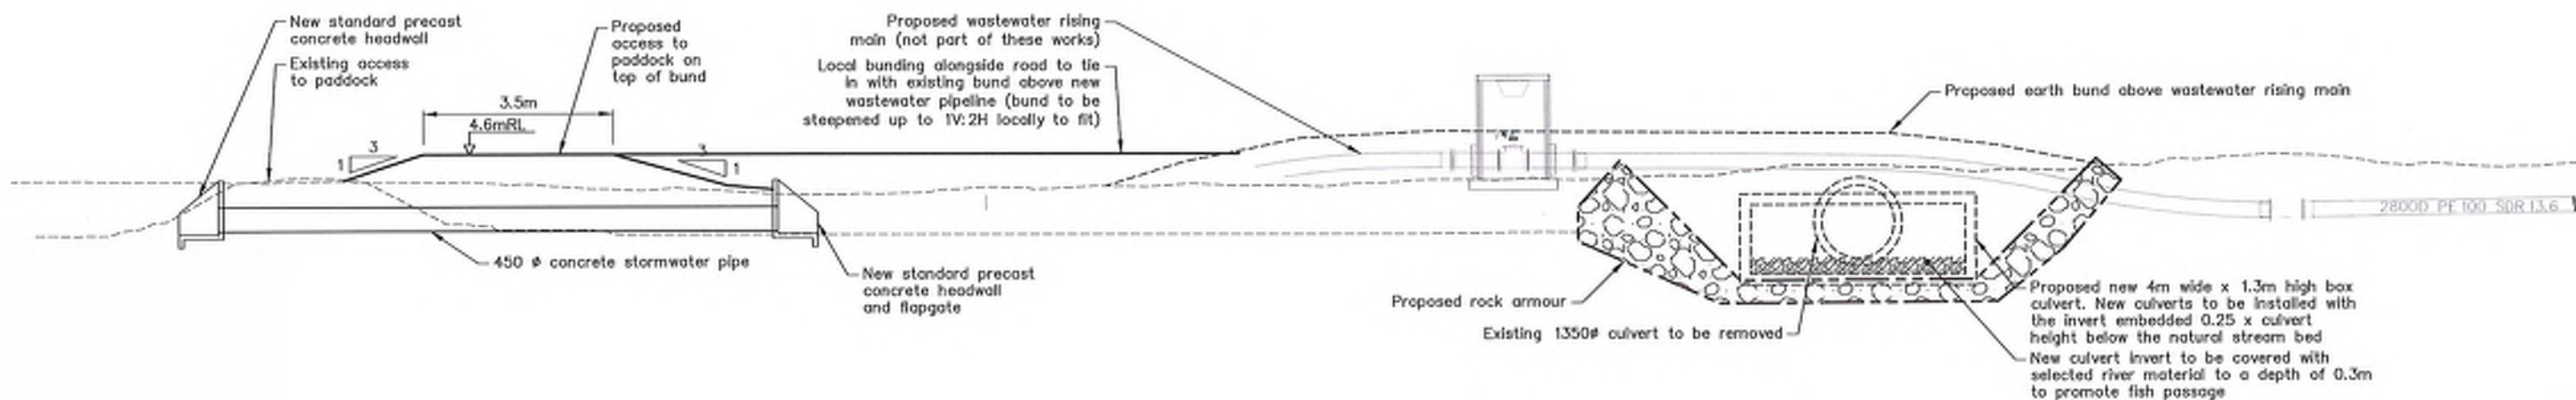 New standard precast
concrete headwall
Existing access
to paddock
3.5m
4.6mRL
3
1
Proposed
access to
paddock on
top of bund
3
1
450 Ø concrete stormwater pipe
Proposed wastewater rising
main (not part of these works)
Local bunding alongside road to tie
in with existing bund above new
wastewater pipeline (bund to be
steepened up to 1V:2H locally to fit)
New standard precast
concrete headwall
and flapgate
Proposed earth bund above wastewater rising main
280OD PE 100 SDR 13.6
Proposed rock armour
Existing 1350Ø culvert to be removed
Proposed new 4m wide x 1.3m high box
culvert. New culverts to be installed with
the invert embedded 0.25 x culvert
height below the natural stream bed
New culvert invert to be covered with
selected river material to a depth of 0.3m
to promote fish passage